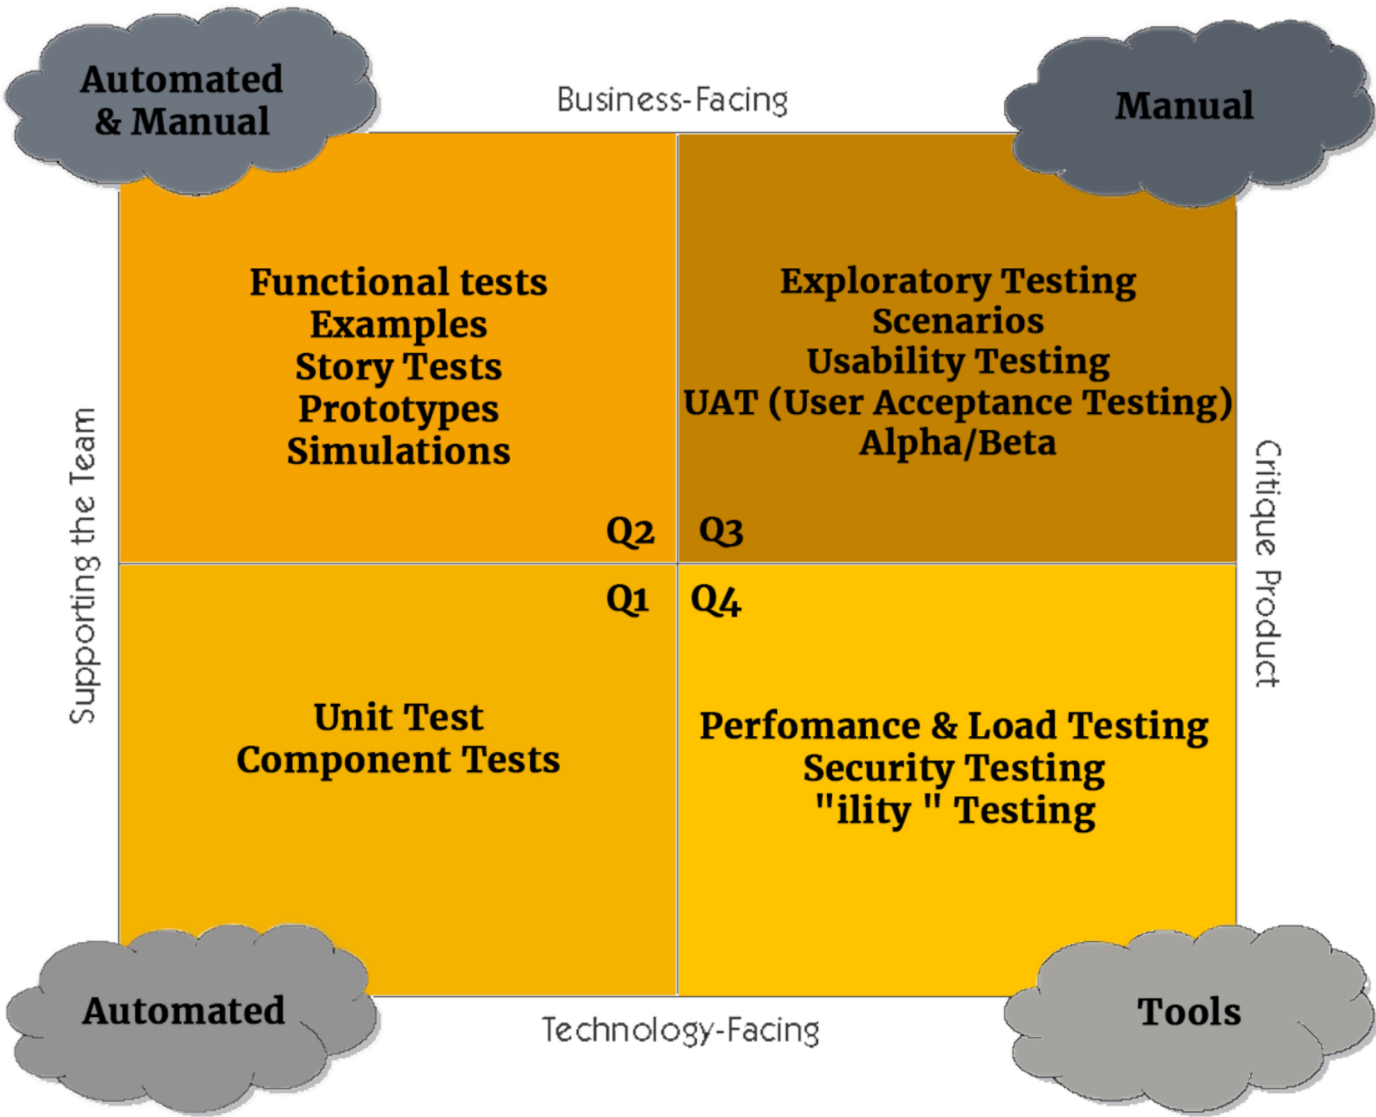 Automated
& Manual
Business-Facing
Manual
Functional tests
Examples
Story Tests
Prototypes
Simulations
Q2
Exploratory Testing
Scenarios
Usability Testing
UAT (User Acceptance Testing)
Alpha/Beta
Q3
Supporting the Team
Critique Product
Q1
Unit Test
Component Tests
Q4
Perfomance & Load Testing
Security Testing
"ility " Testing
Automated
Technology-Facing
Tools